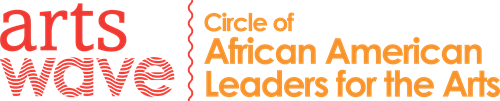 arts
wave
Circle of
African American
Leaders for the Arts